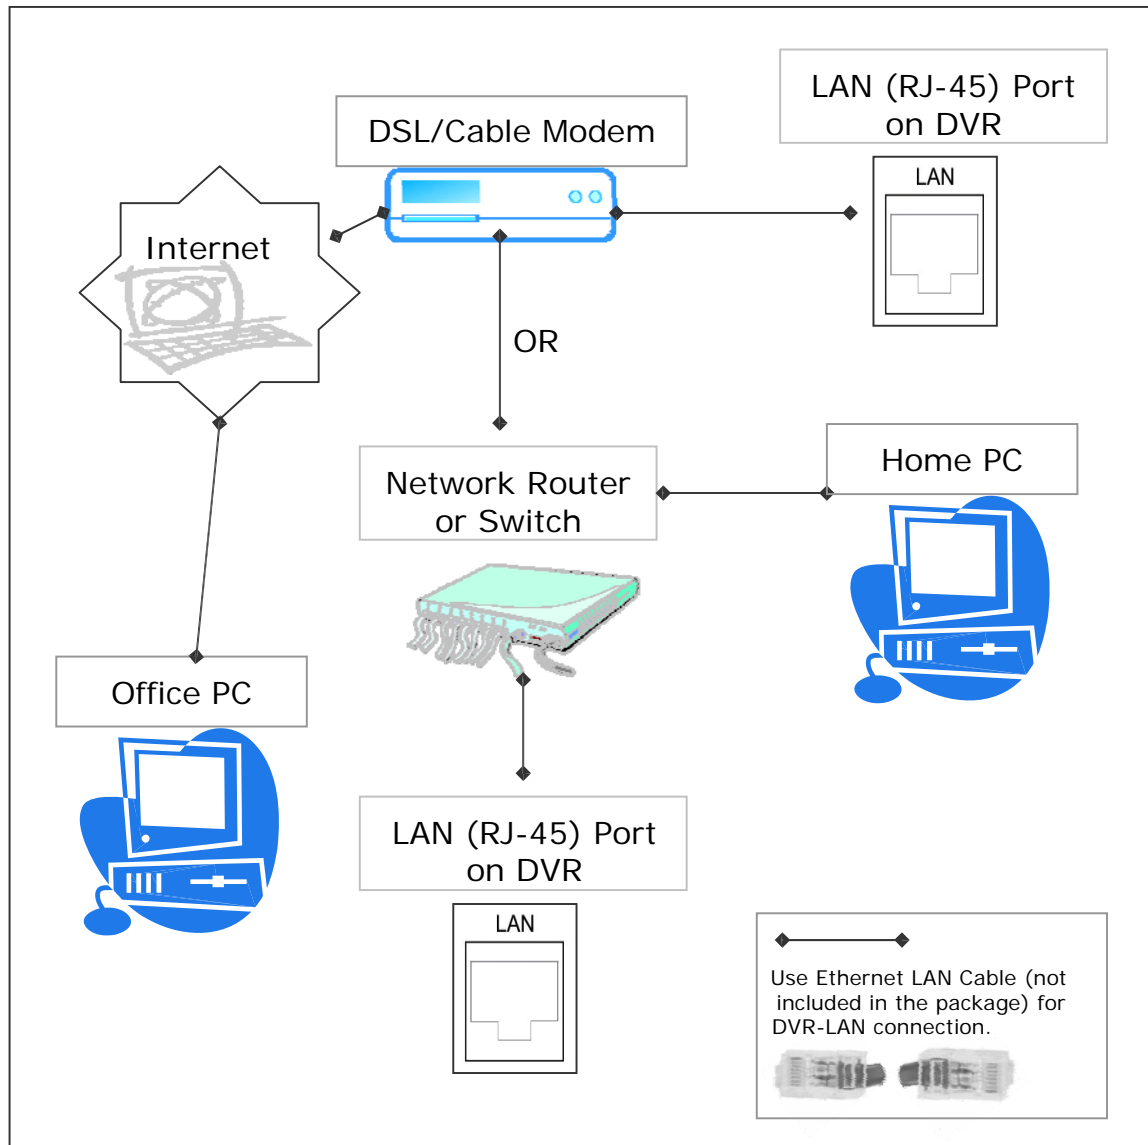 LAN (RJ-45) Port
on DVR
DSL/Cable Modem
LAN
Internet
OR
Home PC
Network Router
or Switch
Office PC
LAN (RJ-45) Port
on DVR
LAN
Use Ethernet LAN Cable (not
included in the package) for
DVR-LAN connection.